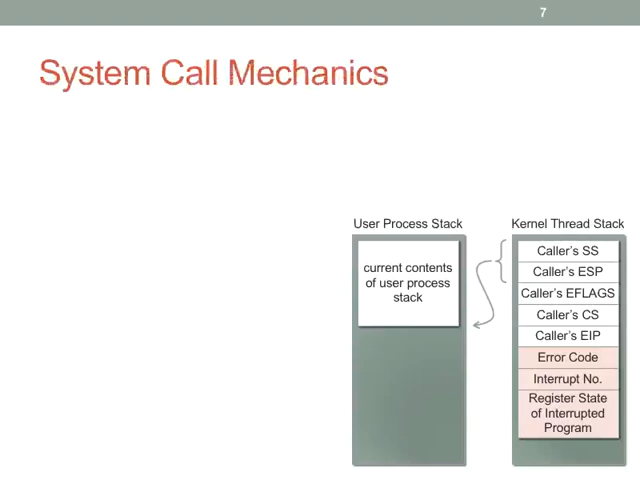 7
System Call Mechanics
User Process Stack
current contents
of user process
stack
Kernel Thread Stack
Caller's SS
Caller's ESP
Caller's EFLAGS
Caller's CS
Caller's EIP
Error Code
Interrupt No.
Register State
of Interrupted
Program